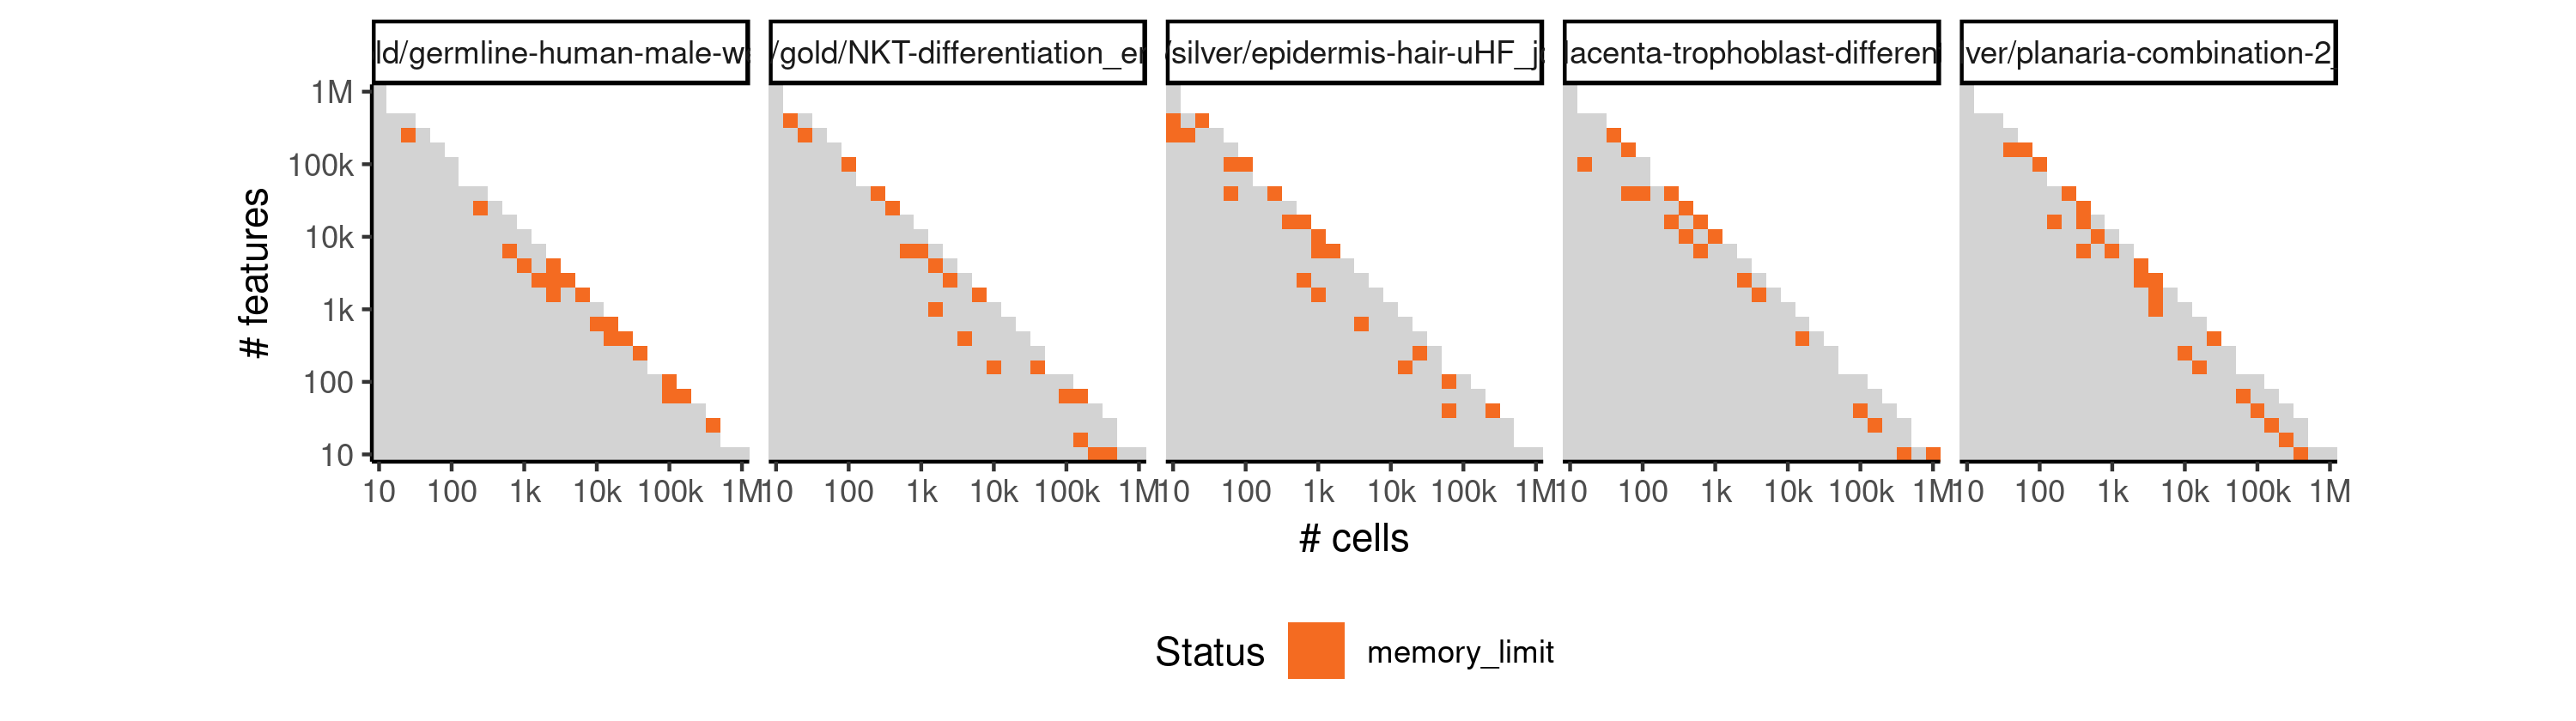 ld/germline-human-male-w
/gold/NKT-differentiation_er
/silver/epidermis-hair-uHF_j
lacenta-trophoblast-differen
ver/planaria-combination-2_
1M
100k
10k
1k
100
10
# features
10 100 1k 10k 100k 1M
10 100 1k 10k 100k 1M
10 100 1k 10k 100k 1M
10 100 1k 10k 100k 1M
10 100 1k 10k 100k 1M
# cells
Status memory_limit